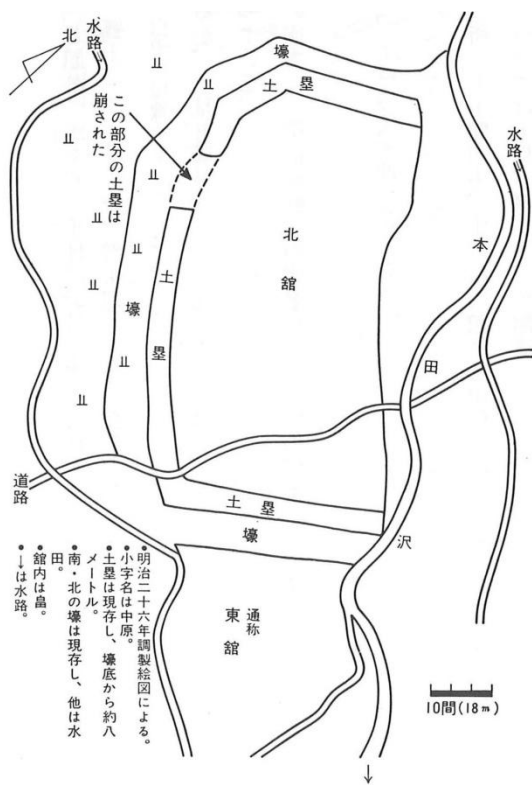 北
水路
壕
土塁
この部分の土塁は
崩された
水路
北舘
本田沢
土塁
壕
道路
土塁
壕
通称
東舘
●明治二十六年調製絵図による。
●小字名は中原。
●土塁は現存し、壕底から約八
メートル。
●南・北の壕は現存し、他は水
田。
●舘内は畠。
●↓は水路。
10間(18m)
↓